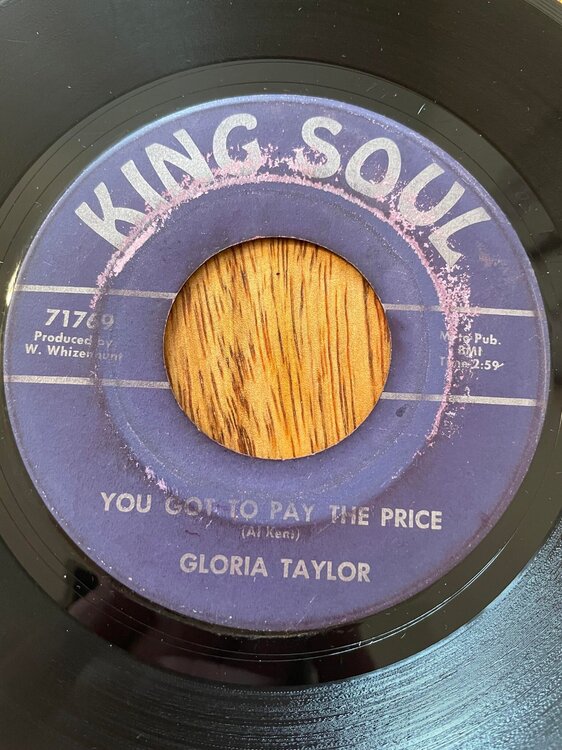 KING SOUL
71769
Produced by
W. Whizenhunt
Pub.
BMI
Time 2:59
YOU GOT TO PAY THE PRICE
(Al Kent)
GLORIA TAYLOR